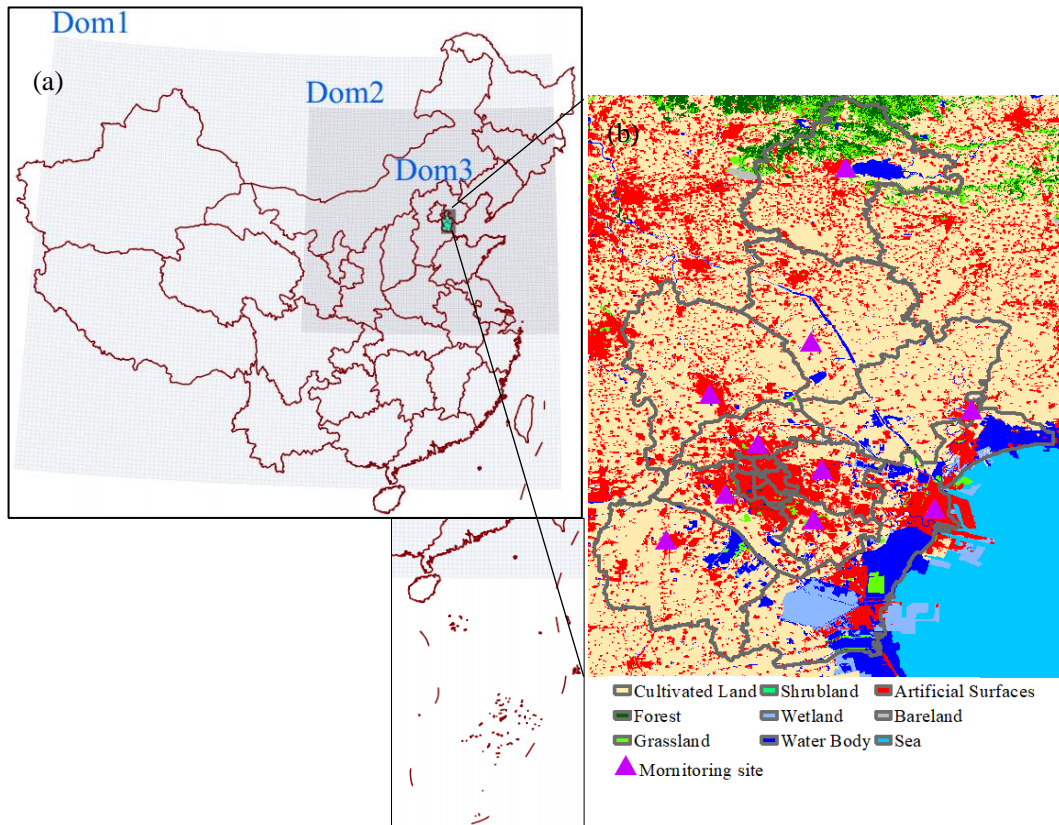 Dom1
(a)
Dom2
Dom3
(b)
Cultivated Land Shrubland Artificial Surfaces
Forest Wetland Bareland
Grassland Water Body Sea
Mornitoring site